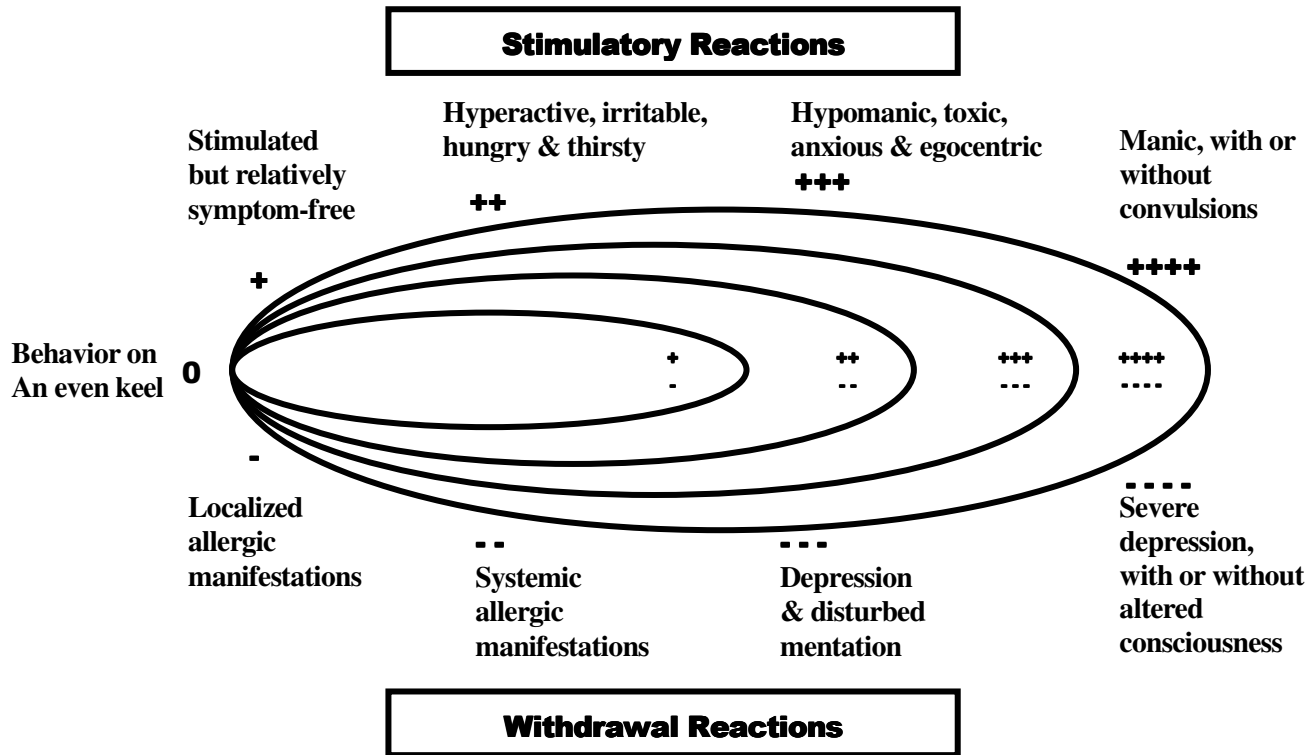 Stimulatory Reactions
Stimulated
but relatively
symptom-free
+
Hyperactive, irritable,
hungry & thirsty
++
Hypomanic, toxic,
anxious & egocentric
+++
Manic, with or
without
convulsions
++++
Behavior on
An even keel
0
+
-
++
--
+++
---
++++
----
-
Localized
allergic
manifestations
--
Systemic
allergic
manifestations
---
Depression
& disturbed
mentation
----
Severe
depression,
with or without
altered
consciousness
Withdrawal Reactions